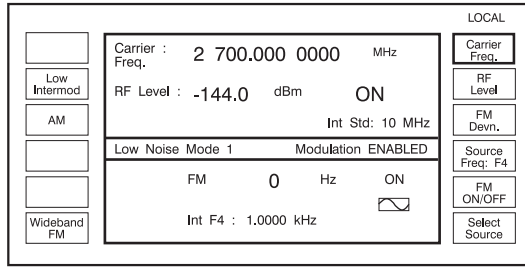 LOCAL
Carrier Freq. : 2 700.000 0000 MHz
Carrier Freq.
Low Intermod
RF Level : -144.0 dBm ON
RF Level
AM
Int Std: 10 MHz
FM Devn.
Low Noise Mode 1 Modulation ENABLED
Source Freq: F4
FM 0 Hz ON
FM ON/OFF
Wideband FM
Int F4 : 1.0000 kHz
Select Source